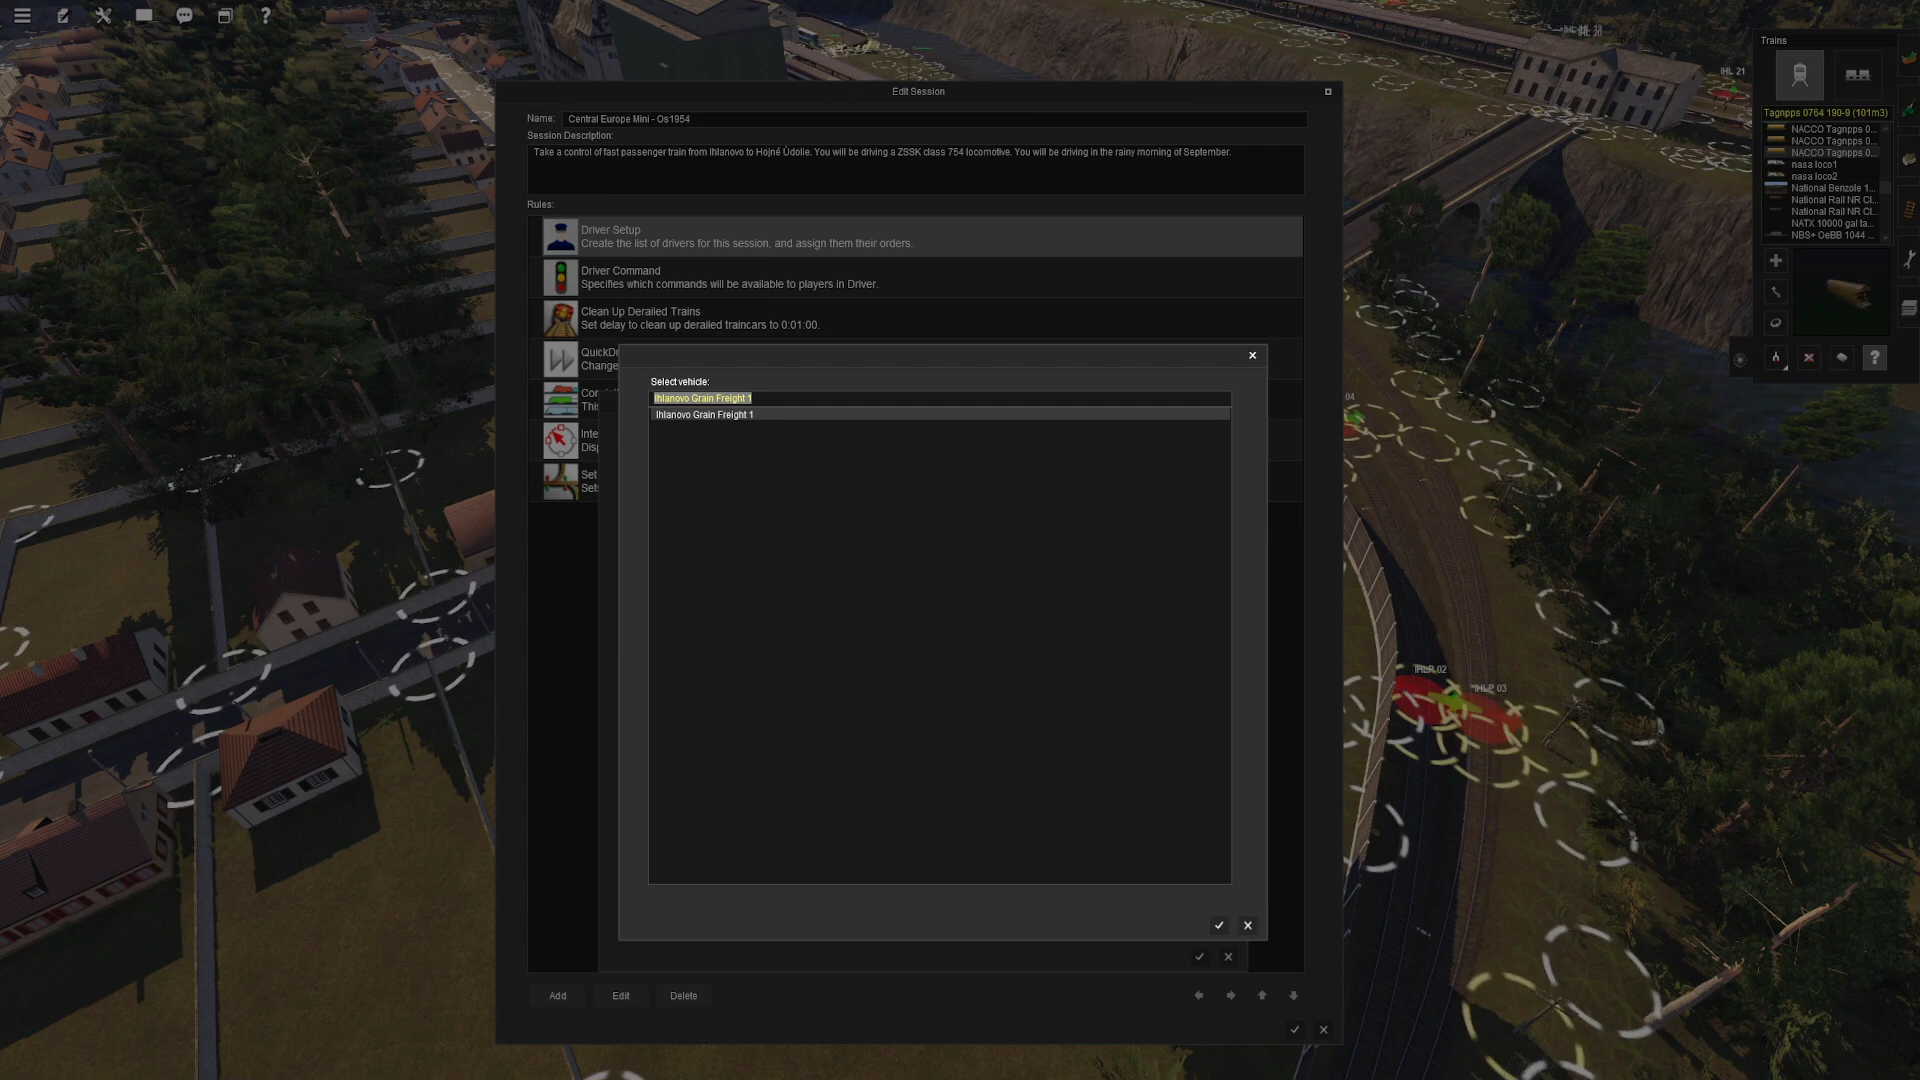 Edit Session
Name: Central Europe Mini - Os1954
Session Description:
Take a control of fast passenger train from Ihlanovo to Hojné Údolie. You will be driving a ZSSK class 754 locomotive. You will be driving in the rainy morning of September.
Rules:
Driver Setup
Create the list of drivers for this session, and assign them their orders.
Driver Command
Specifies which commands will be available to players in Driver.
Clean Up Derailed Trains
Set delay to clean up derailed traincars to 0:01:00.
QuickDr
Change
Con
This
Inte
Disp
Set
Sets
Select vehicle:
Ihlanovo Grain Freight 1
Ihlanovo Grain Freight 1
Add
Edit
Delete
Trains
Tagnpps 0764 190-9 (101m3)
NACCO Tagnpps 0...
NACCO Tagnpps 0...
NACCO Tagnpps 0...
nasa loco1
nasa loco2
National Benzole 1...
National Rail NR Cl...
National Rail NR Cl...
NATX 10000 gal ta...
NBS+ OeBB 1044 ...
IHL 21
04
IHLP 02
IHLP 03